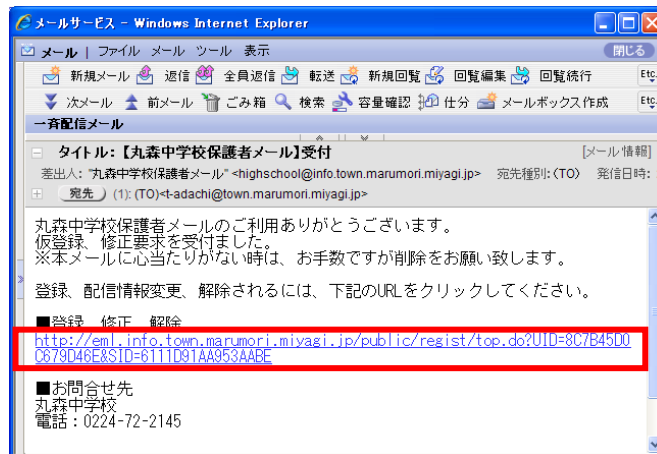 メールサービス - Windows Internet Explorer
メール | ファイル メール ツール 表示 閉じる
新規メール 返信 全員返信 転送 新規回覧 回覧編集 回覧続行 Etc.
次メール 前メール ごみ箱 検索 容量確認 仕分 メールボックス作成 Etc.
一斉配信メール
タイトル:【丸森中学校保護者メール】受付 [メール情報]
差出人: "丸森中学校保護者メール" <highschool@info.town.marumori.miyagi.jp> 宛先種別:(TO) 発信日時:
宛先 (1): (TO)<t-adachi@town.marumori.miyagi.jp>
丸森中学校保護者メールのご利用ありがとうございます。
仮登録、修正要求を受付ました。
※本メールに心当たりがない時は、お手数ですが削除をお願い致します。
登録、配信情報変更、解除されるには、下記のURLをクリックしてください。
■登録 修正 解除
http://eml.info.town.marumori.miyagi.jp/public/regist/top.do?UID=8C7B45D0
C679D46E&SID=6111D91AA953AABE
■お問合せ先
丸森中学校
電話:0224-72-2145